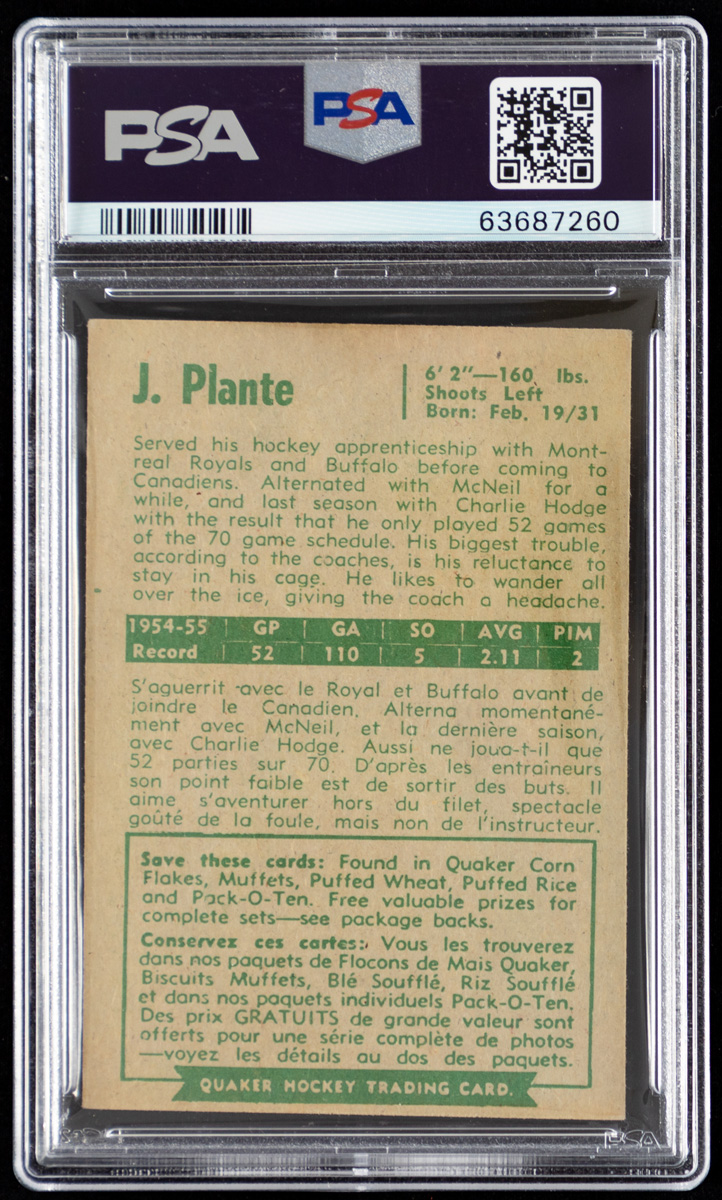 PSA
PSA
63687260
J. Plante
6' 2"—160 lbs.
Shoots Left
Born: Feb. 19/31
Served his hockey apprenticeship with Mont-
real Royals and Buffalo before coming to
Canadiens. Alternated with McNeil for a
while, and last season with Charlie Hodge
with the result that he only played 52 games
of the 70 game schedule. His biggest trouble,
according to the coaches, is his reluctance to
stay in his cage. He likes to wander all
over the ice, giving the coach a headache.
1954-55 | GP | GA | SO | AVG | PIM
Record | 52 | 110 | 5 | 2.11 | 2
S'aguerrit avec le Royal et Buffalo avant de
joindre le Canadien. Alterna momentané-
ment avec McNeil, et la dernière saison,
avec Charlie Hodge. Aussi ne joua-t-il que
52 parties sur 70. D'après les entraîneurs
son point faible est de sortir des buts. Il
aime s'aventurer hors du filet, spectacle
goûté de la foule, mais non de l'instructeur.
Save these cards: Found in Quaker Corn
Flakes, Muffets, Puffed Wheat, Puffed Rice
and Pack-O-Ten. Free valuable prizes for
complete sets—see package backs.
Conservez ces cartes: Vous les trouverez
dans nos paquets de Flocons de Mais Quaker,
Biscuits Muffets, Blé Soufflé, Riz Soufflé
et dans nos paquets individuels Pack-O-Ten.
Des prix GRATUITS de grande valeur sont
offerts pour une série complète de photos
—voyez les détails au dos des paquets.
QUAKER HOCKEY TRADING CARD.
PSA